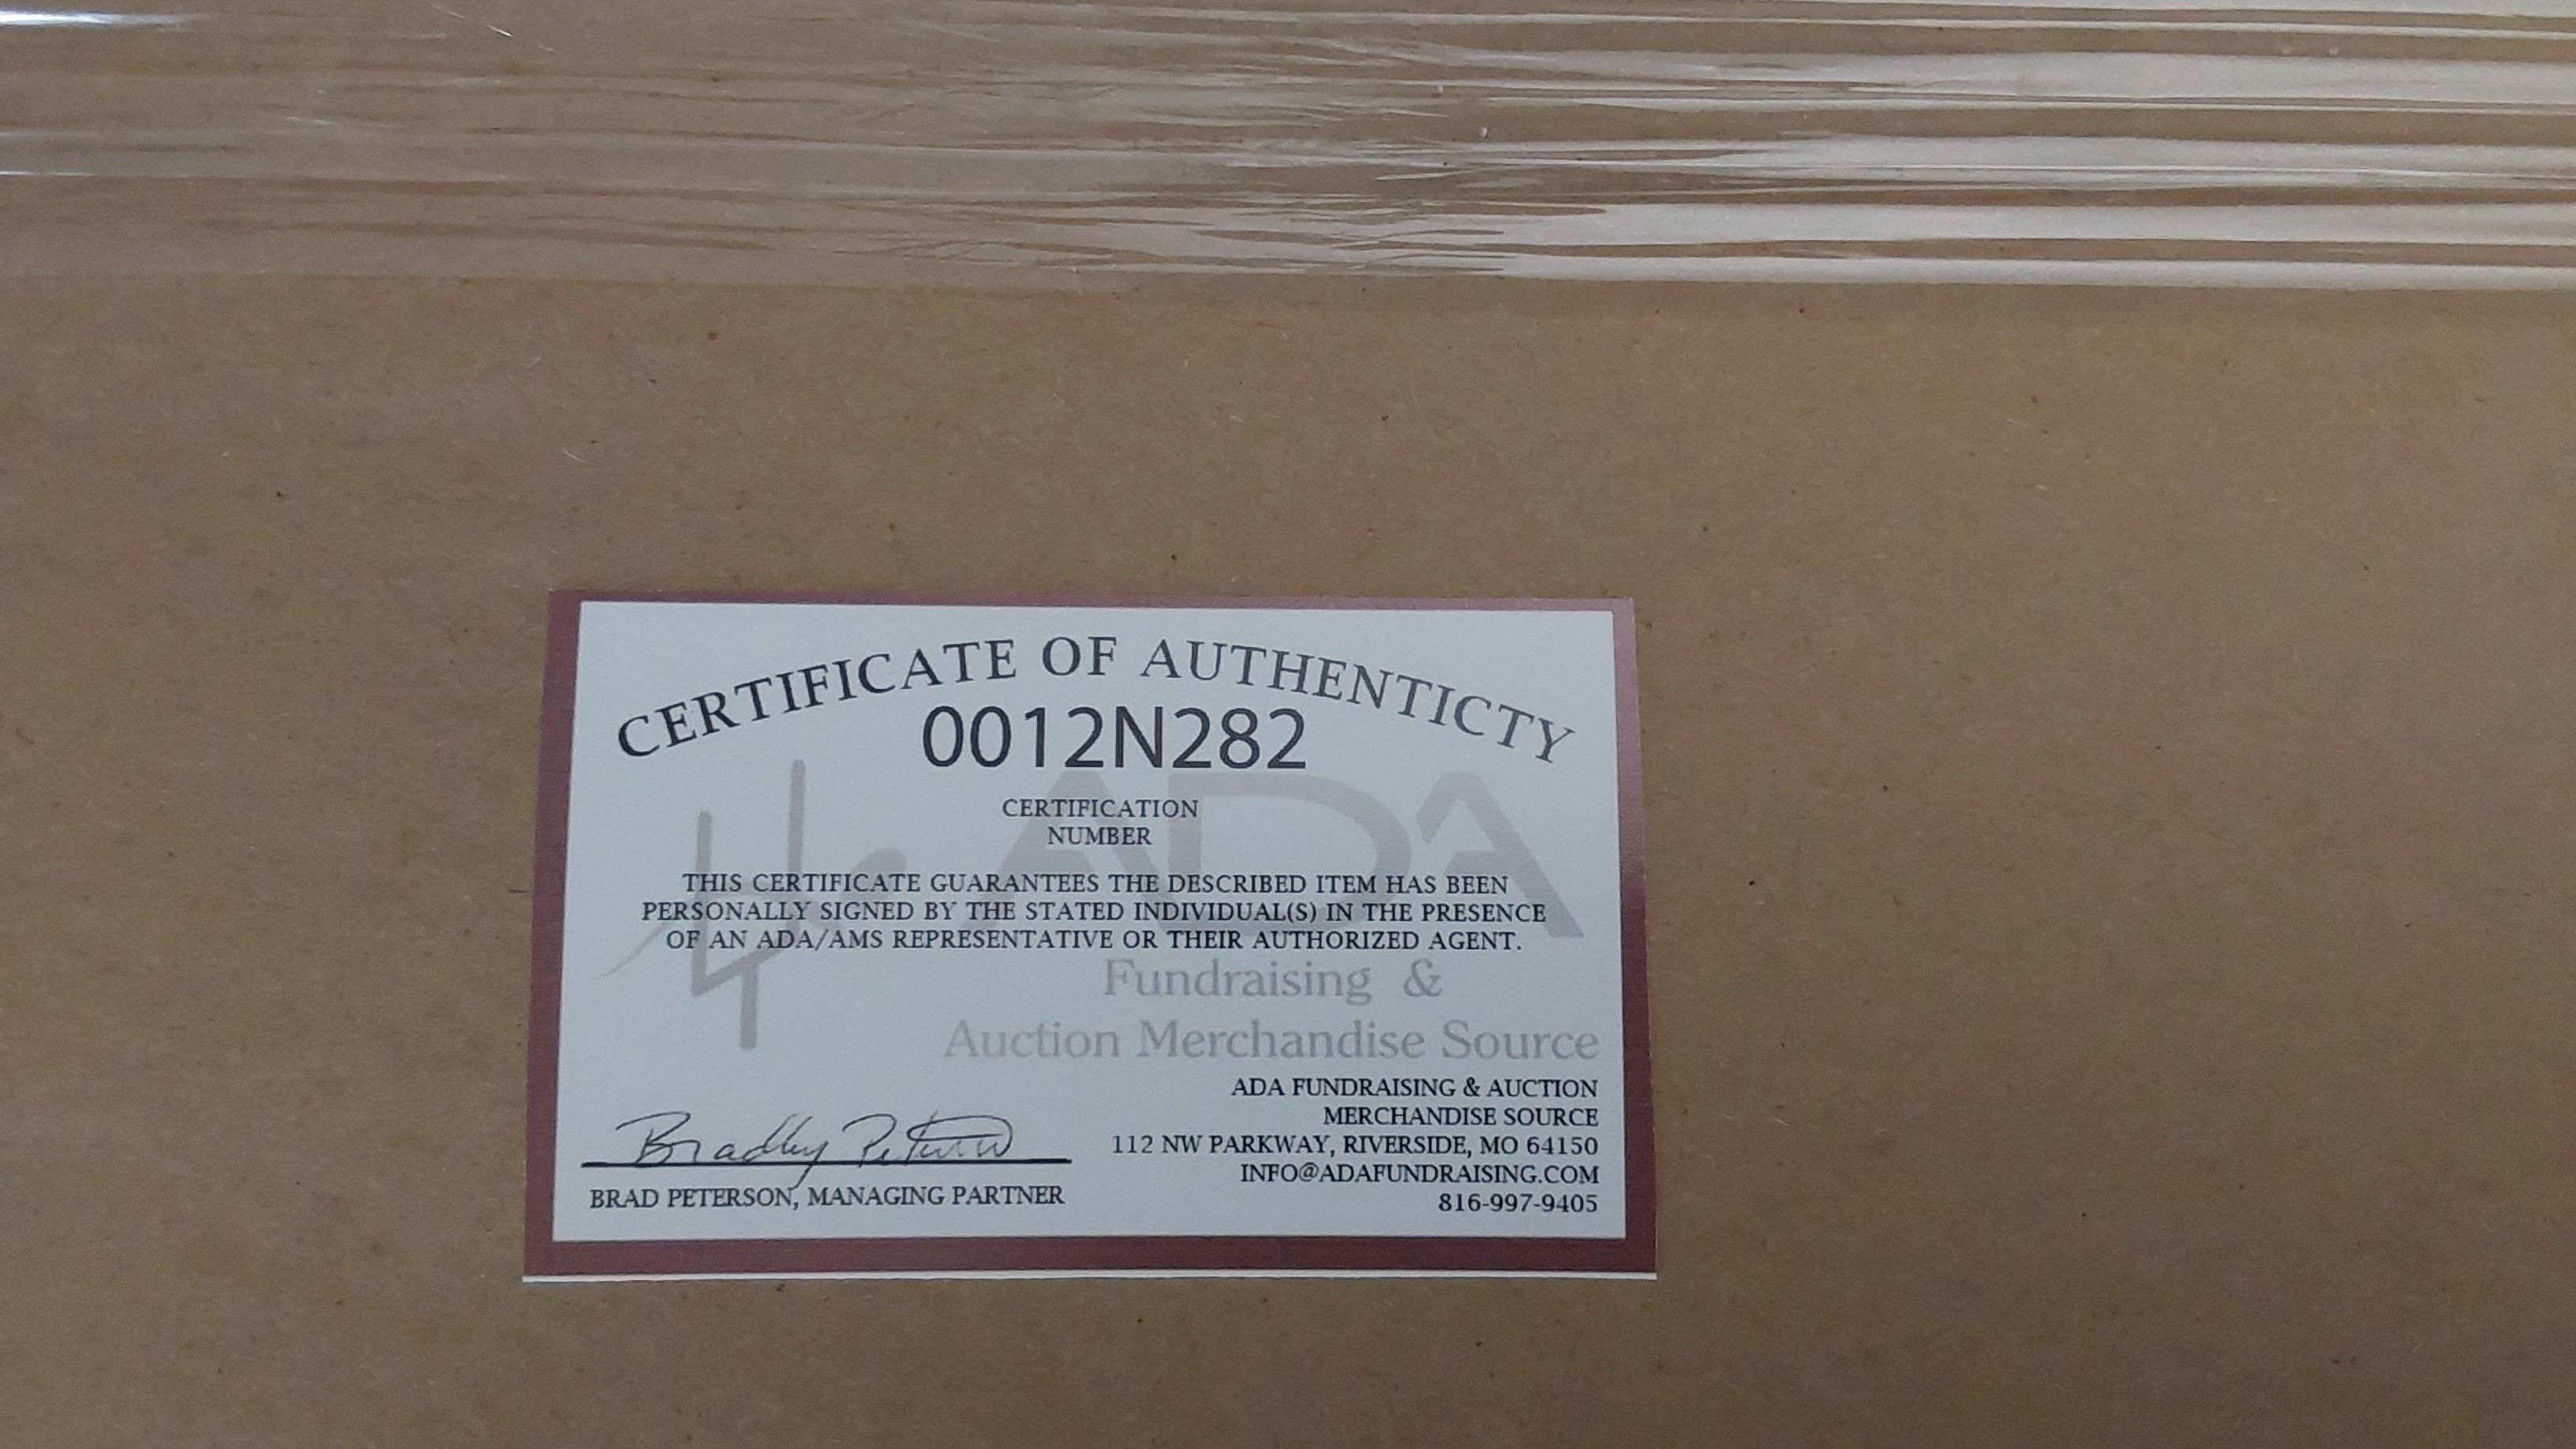 CERTIFICATE OF AUTHENTICTY
0012N282
CERTIFICATION
NUMBER
ADA
THIS CERTIFICATE GUARANTEES THE DESCRIBED ITEM HAS BEEN
PERSONALLY SIGNED BY THE STATED INDIVIDUAL(S) IN THE PRESENCE
OF AN ADA/AMS REPRESENTATIVE OR THEIR AUTHORIZED AGENT.
Fundraising &
Auction Merchandise Source
ADA FUNDRAISING & AUCTION
MERCHANDISE SOURCE
112 NW PARKWAY, RIVERSIDE, MO 64150
INFO@ADAFUNDRAISING.COM
816-997-9405
Bradley Peterson
BRAD PETERSON, MANAGING PARTNER